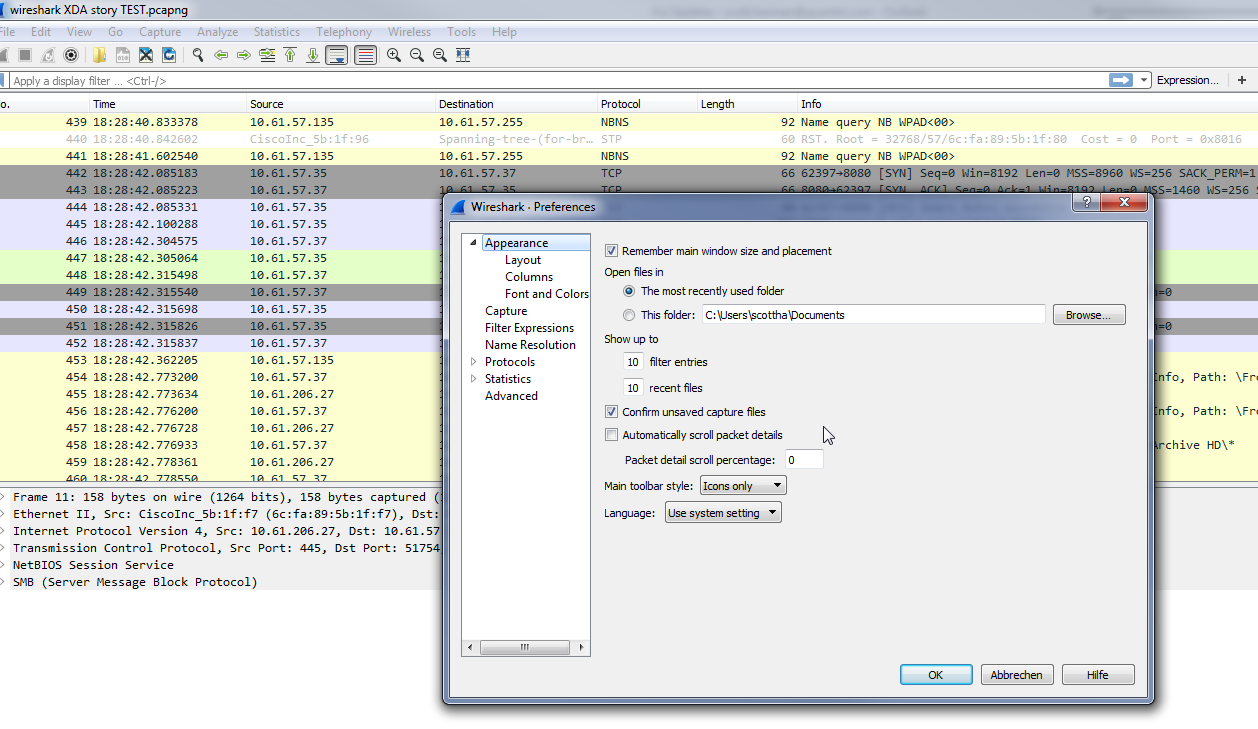 wireshark XDA story TEST.pcapng
File Edit View Go Capture Analyze Statistics Telephony Wireless Tools Help
Apply a display filter ... <Ctrl-/> Expression... +
o. Time Source Destination Protocol Length Info
439 18:28:40.833378 10.61.57.135 10.61.57.255 NBNS 92 Name query NB WPAD<00>
440 18:28:40.842602 CiscoInc_5b:1f:96 Spanning-tree-(for-br… STP 60 RST. Root = 32768/57/6c:fa:89:5b:1f:80 Cost = 0 Port = 0x8016
441 18:28:41.602540 10.61.57.135 10.61.57.255 NBNS 92 Name query NB WPAD<00>
442 18:28:42.085183 10.61.57.35 10.61.57.37 TCP 66 62397→8080 [SYN] Seq=0 Win=8192 Len=0 MSS=8960 WS=256 SACK_PERM=1
443 18:28:42.085223 10.61.57.37 10.61.57.35 TCP 66 8080→62397 [SYN, ACK] Seq=0 Ack=1 Win=8192 Len=0 MSS=1460 WS=256 S
444 18:28:42.085331 10.61.57.35
445 18:28:42.100288 10.61.57.35
446 18:28:42.304575 10.61.57.37
447 18:28:42.305064 10.61.57.35
448 18:28:42.315498 10.61.57.37
449 18:28:42.315540 10.61.57.37 =0
450 18:28:42.315698 10.61.57.35
451 18:28:42.315826 10.61.57.35 =0
452 18:28:42.315837 10.61.57.37
453 18:28:42.362205 10.61.57.135
454 18:28:42.773200 10.61.57.37 Info, Path: \Fro
455 18:28:42.773634 10.61.206.27
456 18:28:42.776200 10.61.57.37 Info, Path: \Fro
457 18:28:42.776728 10.61.206.27
458 18:28:42.776933 10.61.57.37 Archive HD\*
459 18:28:42.778361 10.61.206.27
460 18:28:42.778550 10.61.57.37
Frame 11: 158 bytes on wire (1264 bits), 158 bytes captured (
Ethernet II, Src: CiscoInc_5b:1f:f7 (6c:fa:89:5b:1f:f7), Dst:
Internet Protocol Version 4, Src: 10.61.206.27, Dst: 10.61.57
Transmission Control Protocol, Src Port: 445, Dst Port: 51754
NetBIOS Session Service
SMB (Server Message Block Protocol)
Wireshark · Preferences
Appearance
Layout
Columns
Font and Colors
Capture
Filter Expressions
Name Resolution
Protocols
Statistics
Advanced
Remember main window size and placement
Open files in
The most recently used folder
This folder: C:\Users\scottha\Documents Browse...
Show up to
10 filter entries
10 recent files
Confirm unsaved capture files
Automatically scroll packet details
Packet detail scroll percentage: 0
Main toolbar style: Icons only
Language: Use system setting
OK Abbrechen Hilfe